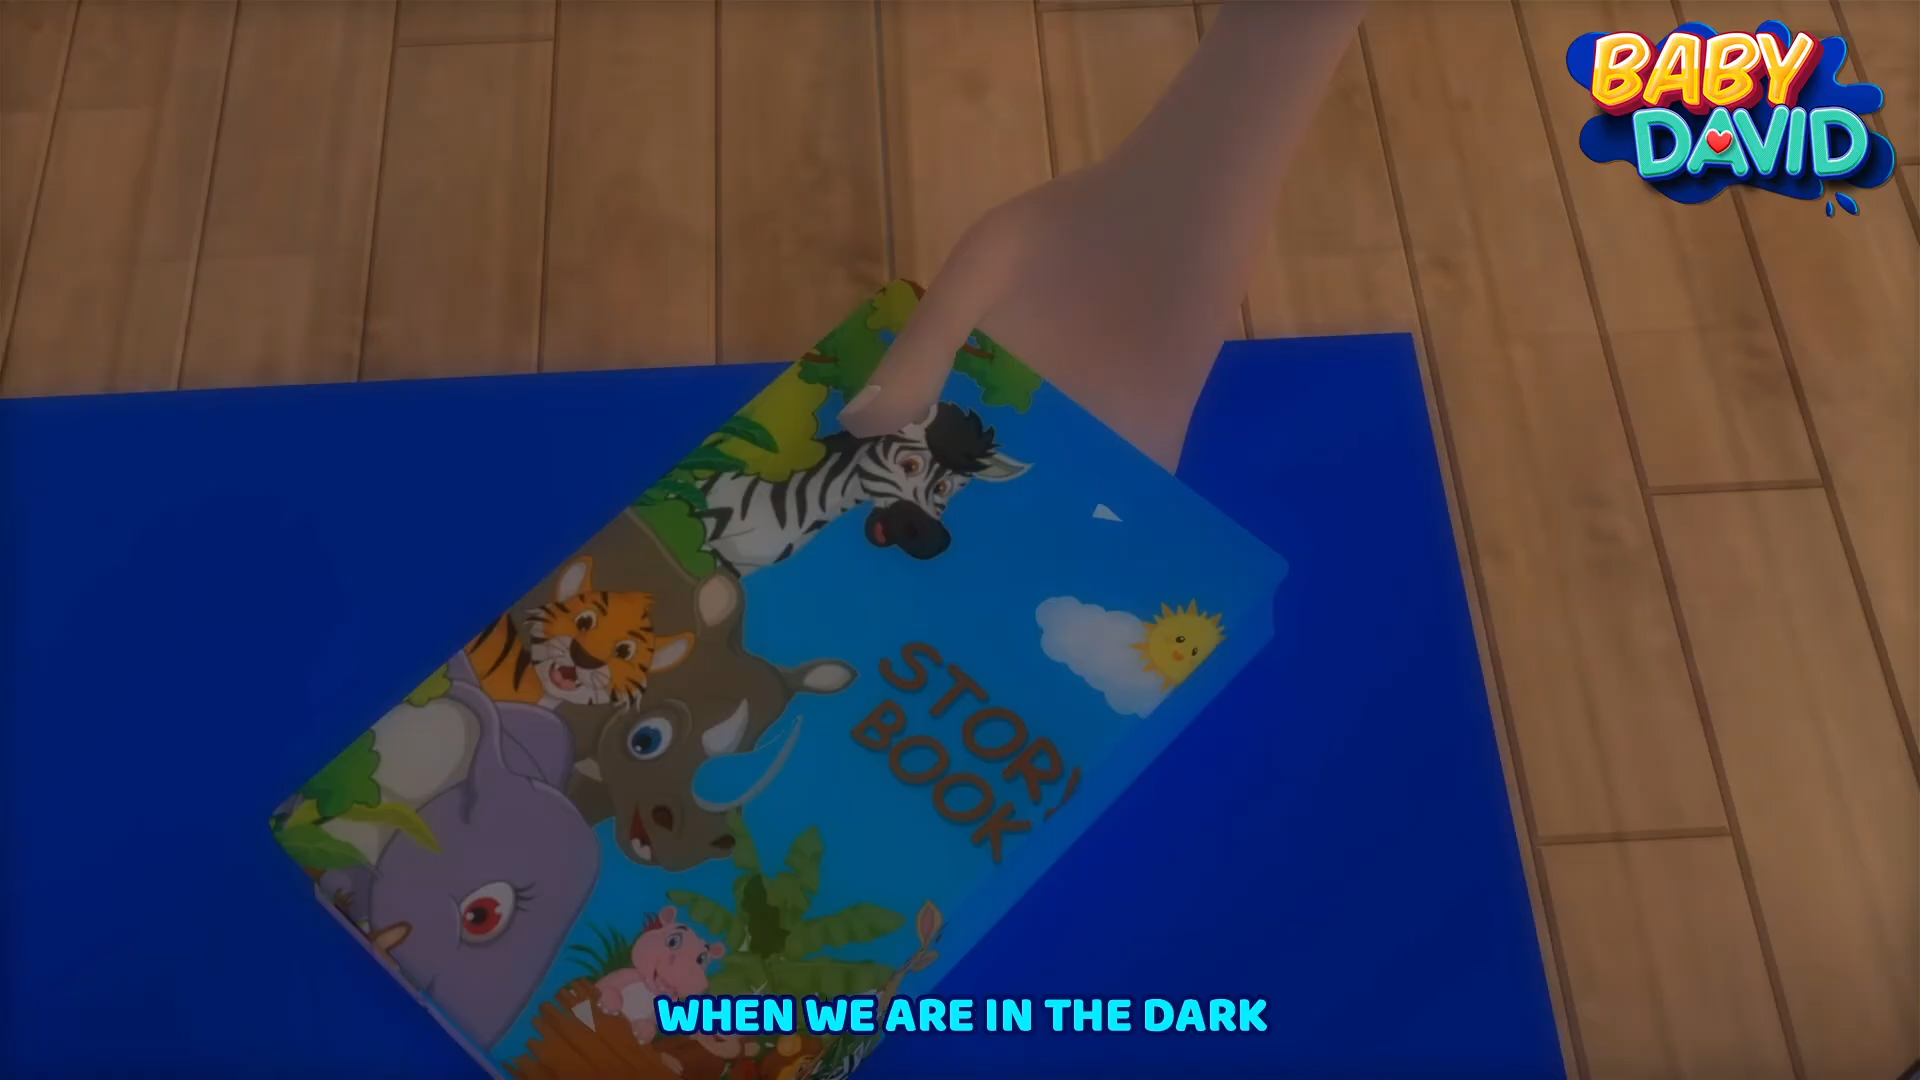 BABY
DAVID
STORY
BOOK
WHEN WE ARE IN THE DARK